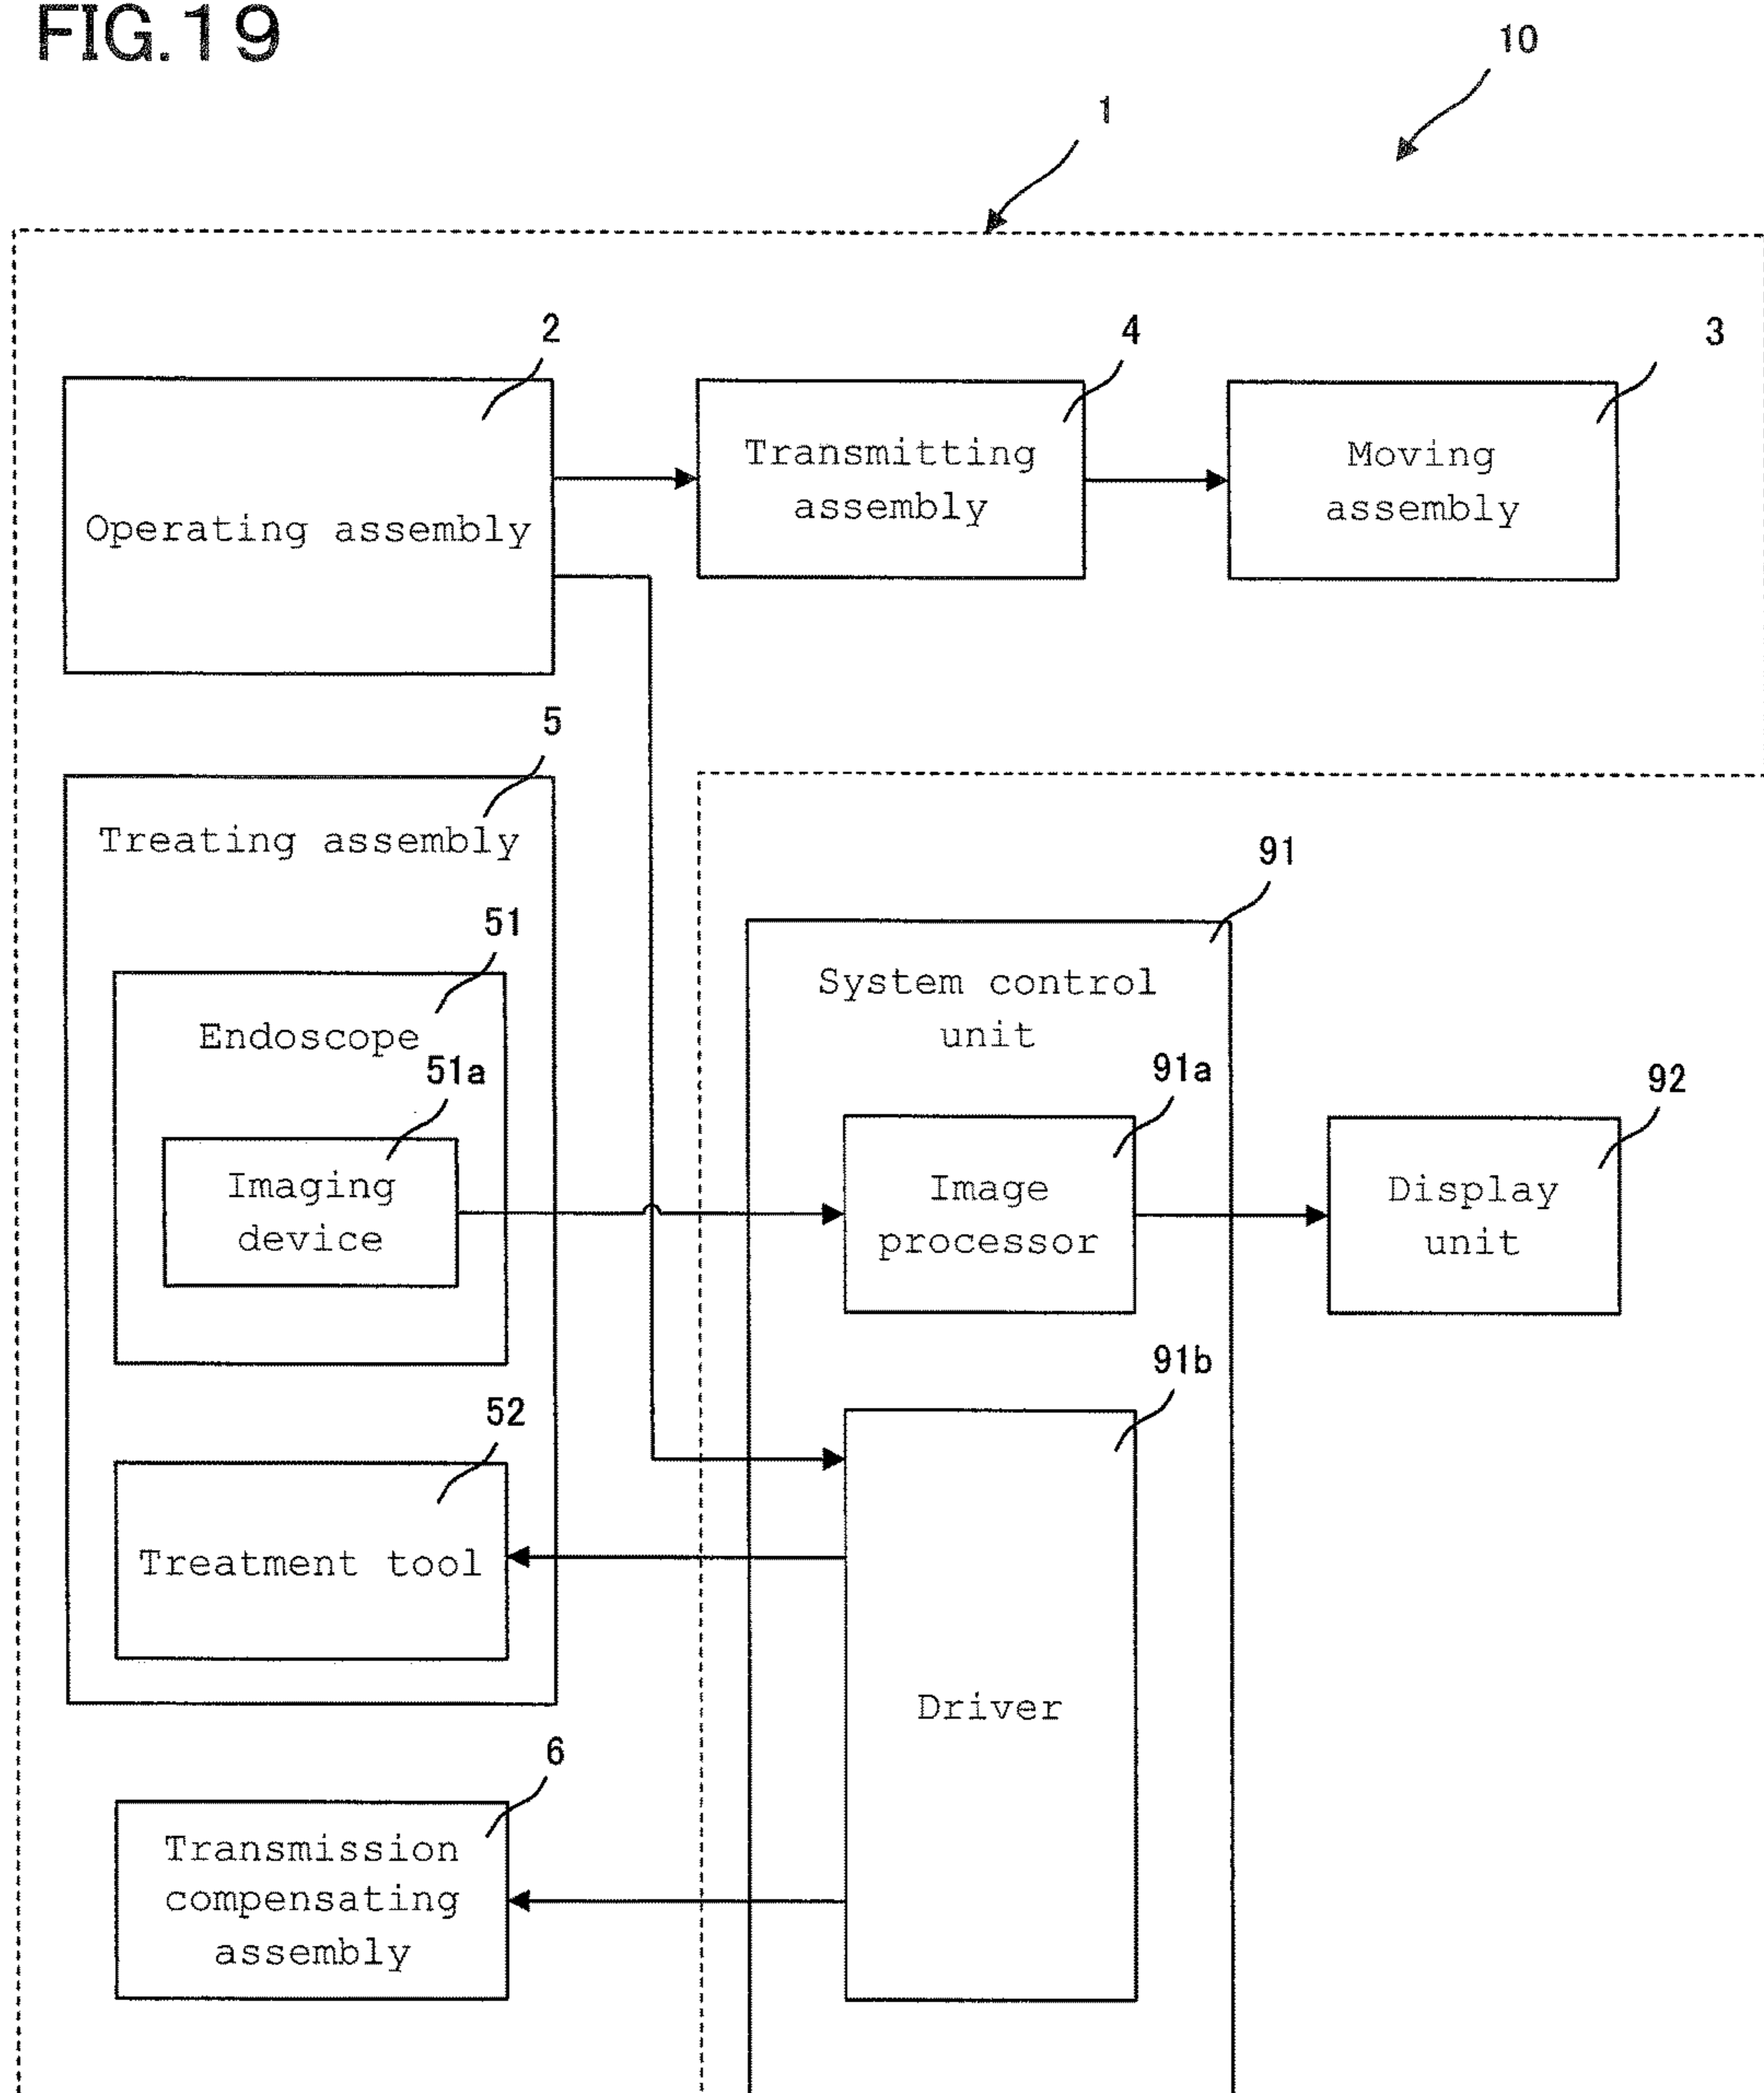 FIG.19
10
1
2
4
3
Operating assembly
Transmitting
assembly
Moving
assembly
5
Treating assembly
51
Endoscope
51a
Imaging
device
52
Treatment tool
6
Transmission
compensating
assembly
91
System control
unit
91a
Image
processor
92
Display
unit
91b
Driver